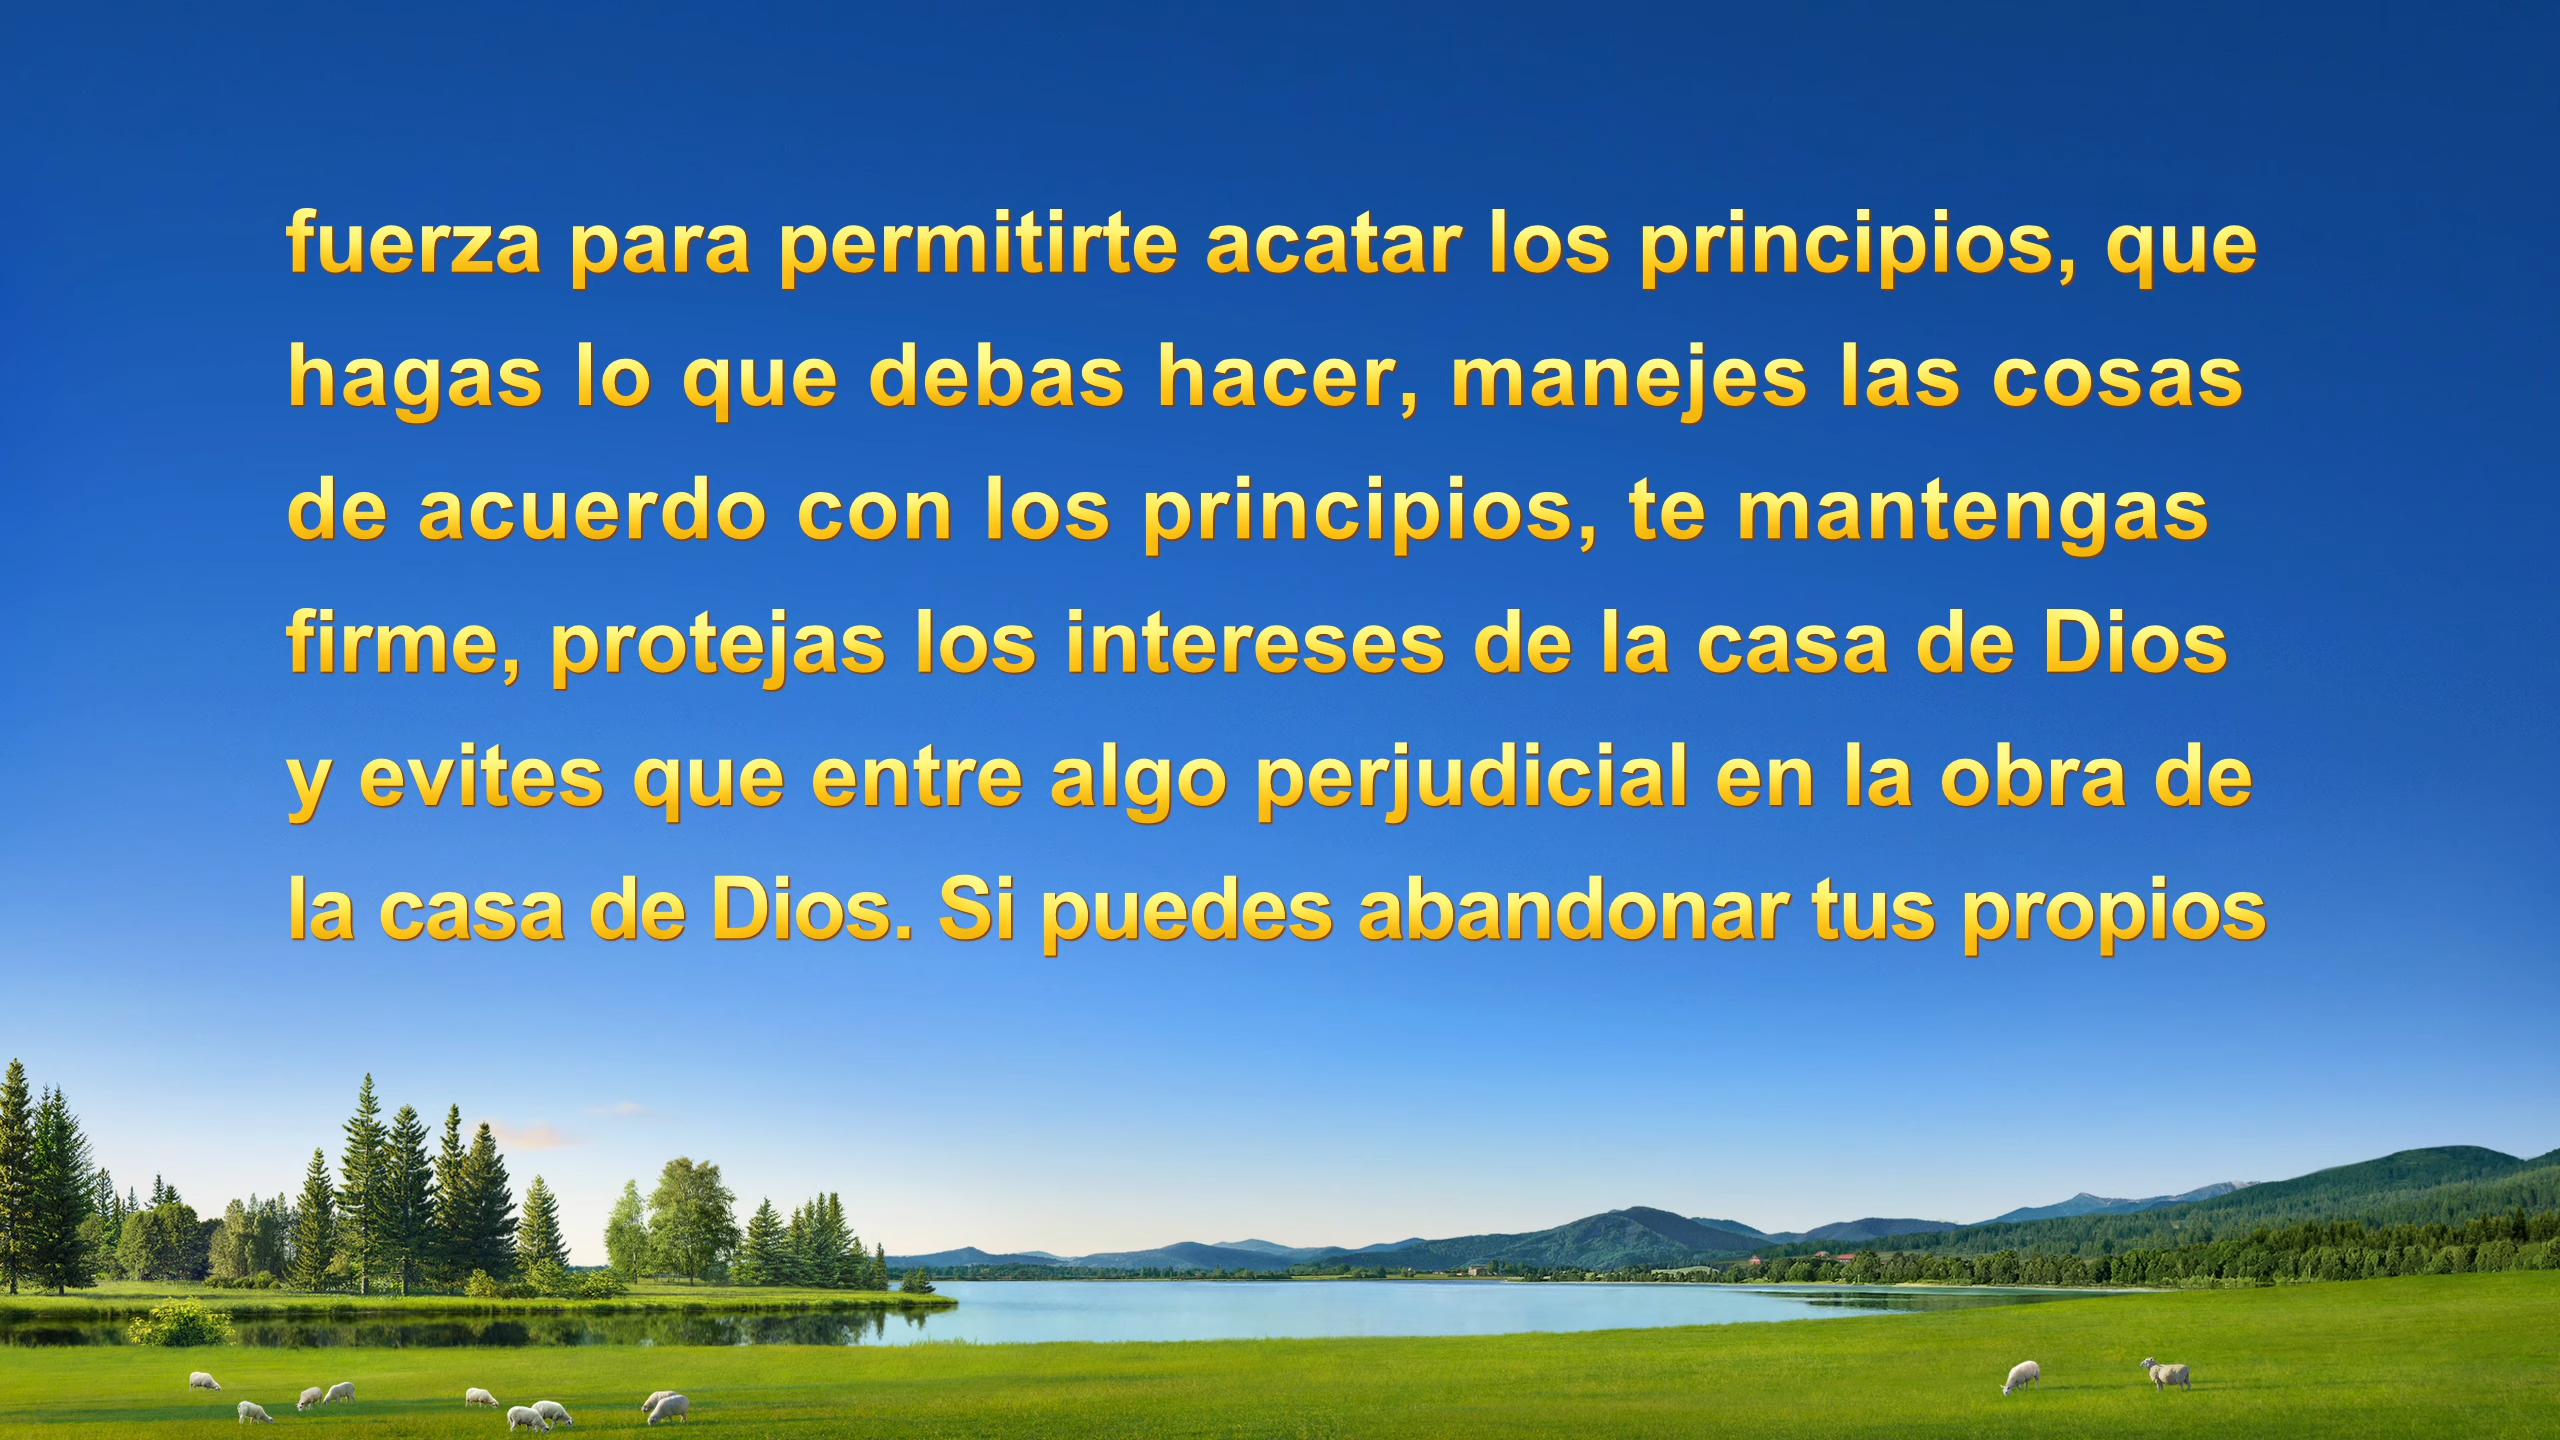 fuerza para permitirte acatar los principios, que
hagas lo que debas hacer, manejes las cosas
de acuerdo con los principios, te mantengas
firme, protejas los intereses de la casa de Dios
y evites que entre algo perjudicial en la obra de
la casa de Dios. Si puedes abandonar tus propios